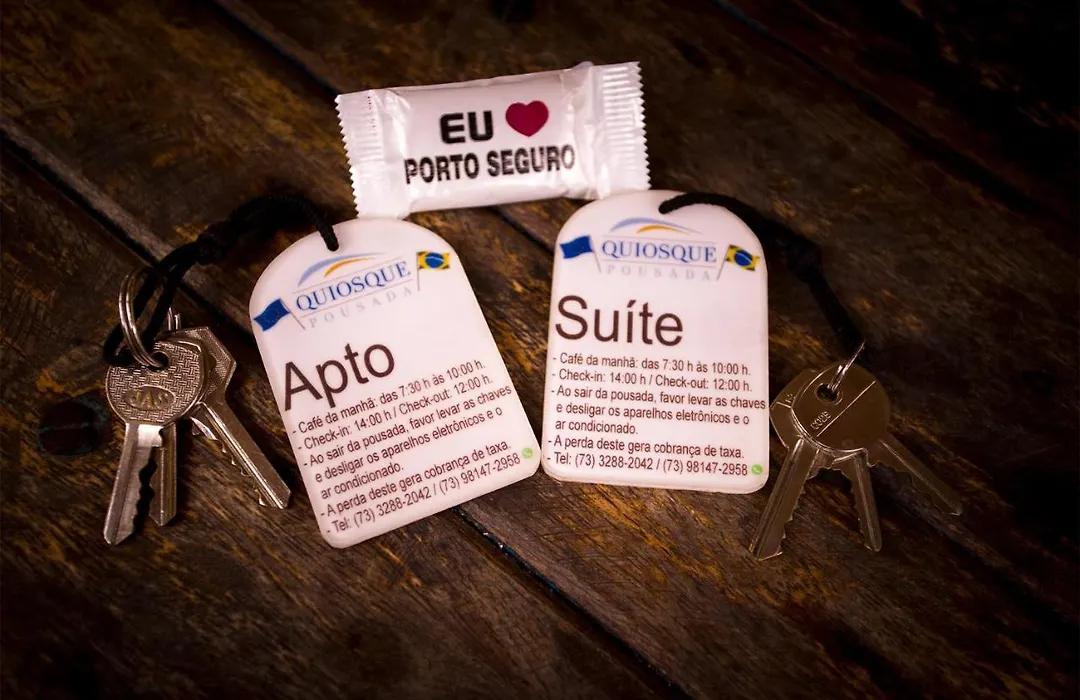 EU ❤
PORTO SEGURO
QUIOSQUE
POUSADA
Apto
- Café da manhã: das 7:30 h às 10:00 h.
- Check-in: 14:00 h / Check-out: 12:00 h.
- Ao sair da pousada, favor levar as chaves
e desligar os aparelhos eletrônicos e o
ar condicionado.
- A perda deste gera cobrança de taxa.
- Tel: (73) 3288-2042 / (73) 98147-2958
QUIOSQUE
POUSADA
Suíte
- Café da manhã: das 7:30 h às 10:00 h.
- Check-in: 14:00 h / Check-out: 12:00 h.
- Ao sair da pousada, favor levar as chaves
e desligar os aparelhos eletrônicos e o
ar condicionado.
- A perda deste gera cobrança de taxa.
- Tel: (73) 3288-2042 / (73) 98147-2958
JAS